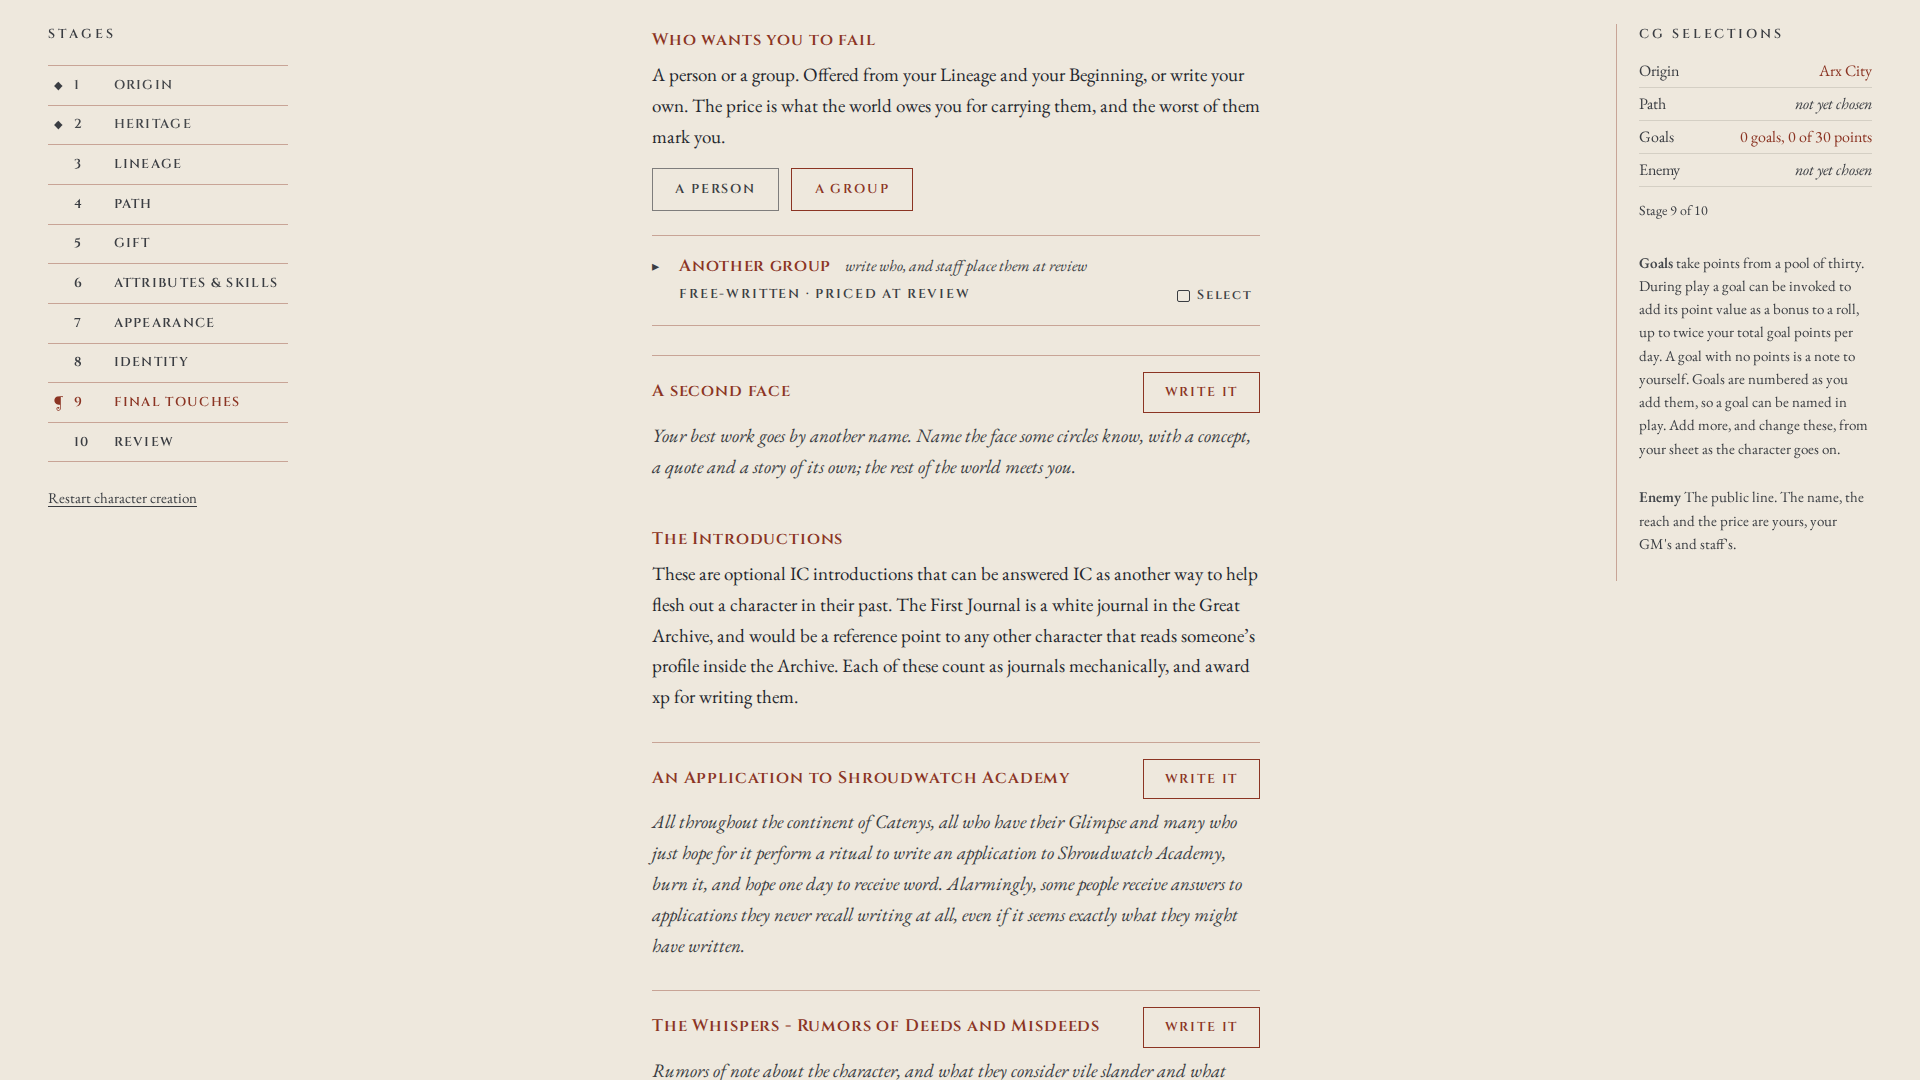 STAGES
◆ 1 ORIGIN
◆ 2 HERITAGE
3 LINEAGE
4 PATH
5 GIFT
6 ATTRIBUTES & SKILLS
7 APPEARANCE
8 IDENTITY
¶ 9 FINAL TOUCHES
10 REVIEW
Restart character creation
WHO WANTS YOU TO FAIL
A person or a group. Offered from your Lineage and your Beginning, or write your
own. The price is what the world owes you for carrying them, and the worst of them
mark you.
A PERSON
A GROUP
▶ ANOTHER GROUP write who, and staff place them at review
FREE-WRITTEN · PRICED AT REVIEW
SELECT
A SECOND FACE
WRITE IT
Your best work goes by another name. Name the face some circles know, with a concept,
a quote and a story of its own; the rest of the world meets you.
THE INTRODUCTIONS
These are optional IC introductions that can be answered IC as another way to help
flesh out a character in their past. The First Journal is a white journal in the Great
Archive, and would be a reference point to any other character that reads someone’s
profile inside the Archive. Each of these count as journals mechanically, and award
xp for writing them.
AN APPLICATION TO SHROUDWATCH ACADEMY
WRITE IT
All throughout the continent of Catenys, all who have their Glimpse and many who
just hope for it perform a ritual to write an application to Shroudwatch Academy,
burn it, and hope one day to receive word. Alarmingly, some people receive answers to
applications they never recall writing at all, even if it seems exactly what they might
have written.
THE WHISPERS - RUMORS OF DEEDS AND MISDEEDS
WRITE IT
Rumors of note about the character, and what they consider vile slander and what
CG SELECTIONS
Origin Arx City
Path not yet chosen
Goals 0 goals, 0 of 30 points
Enemy not yet chosen
Stage 9 of 10
Goals take points from a pool of thirty.
During play a goal can be invoked to
add its point value as a bonus to a roll,
up to twice your total goal points per
day. A goal with no points is a note to
yourself. Goals are numbered as you
add them, so a goal can be named in
play. Add more, and change these, from
your sheet as the character goes on.
Enemy The public line. The name, the
reach and the price are yours, your
GM's and staff's.